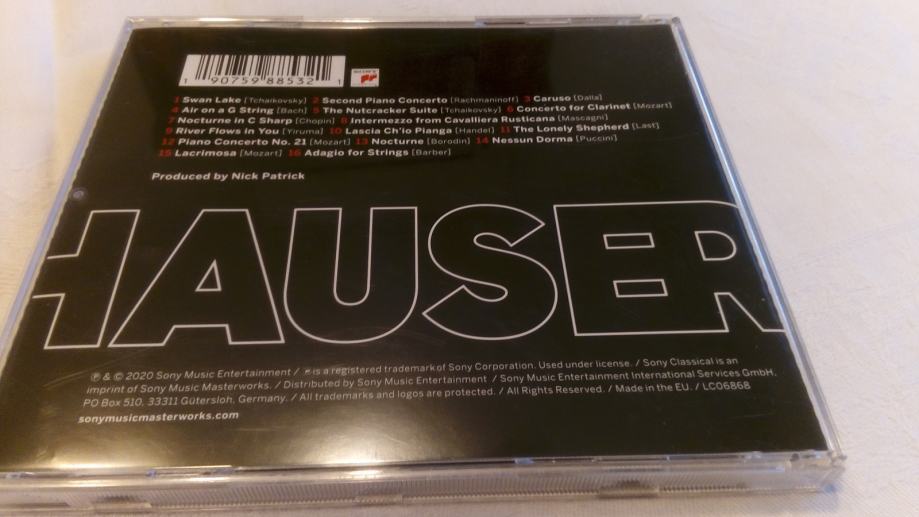 1 90759 88532 1
1 Swan Lake [Tchaikovsky] 2 Second Piano Concerto [Rachmaninoff] 3 Caruso [Dalla]
4 Air on a G String [Bach] 5 The Nutcracker Suite [Tchaikovsky] 6 Concerto for Clarinet [Mozart]
7 Nocturne in C Sharp [Chopin] 8 Intermezzo from Cavalliera Rusticana [Mascagni]
9 River Flows in You [Yiruma] 10 Lascia Ch'io Pianga [Handel] 11 The Lonely Shepherd [Last]
12 Piano Concerto No. 21 [Mozart] 13 Nocturne [Borodin] 14 Nessun Dorma [Puccini]
15 Lacrimosa [Mozart] 16 Adagio for Strings [Barber]
Produced by Nick Patrick
HAUSER
℗ & © 2020 Sony Music Entertainment / is a registered trademark of Sony Corporation. Used under license. / Sony Classical is an
imprint of Sony Music Masterworks. / Distributed by Sony Music Entertainment / Sony Music Entertainment International Services GmbH,
PO Box 510, 33311 Gütersloh, Germany. / All trademarks and logos are protected. / All Rights Reserved. / Made in the EU. / LC06868
sonymusicmasterworks.com